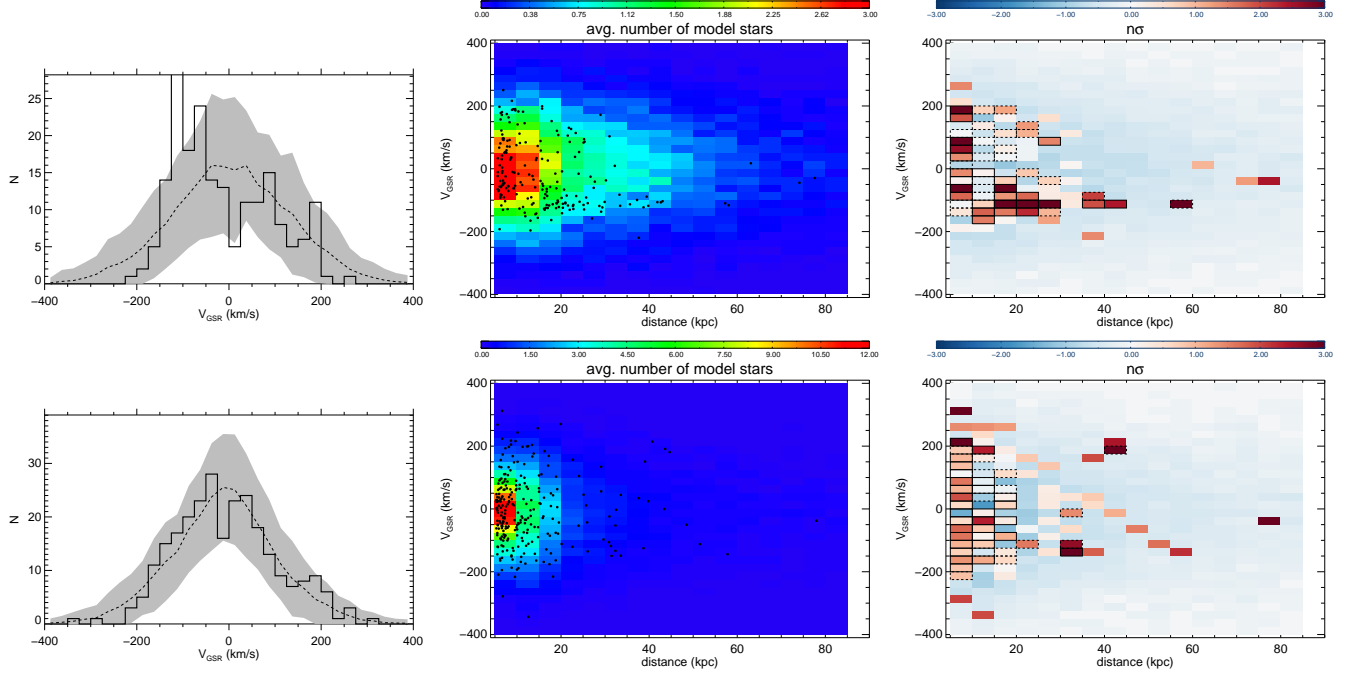 0.00 0.38 0.75 1.12 1.50 1.88 2.25 2.63 3.00
avg. number of model stars
−3.00 −2.00 −1.00 0.00 1.00 2.00 3.00
nσ
25
20
15
10
5
0
N
−400 −200 0 200 400
V_GSR (km/s)
400
200
0
−200
−400
V_GSR (km/s)
20 40 60 80
distance (kpc)
400
200
0
−200
−400
V_GSR (km/s)
20 40 60 80
distance (kpc)
0.00 1.50 3.00 4.50 6.00 7.50 9.00 10.50 12.00
avg. number of model stars
−3.00 −2.00 −1.00 0.00 1.00 2.00 3.00
nσ
30
20
10
0
N
−400 −200 0 200 400
V_GSR (km/s)
400
200
0
−200
−400
V_GSR (km/s)
20 40 60 80
distance (kpc)
400
200
0
−200
−400
V_GSR (km/s)
20 40 60 80
distance (kpc)